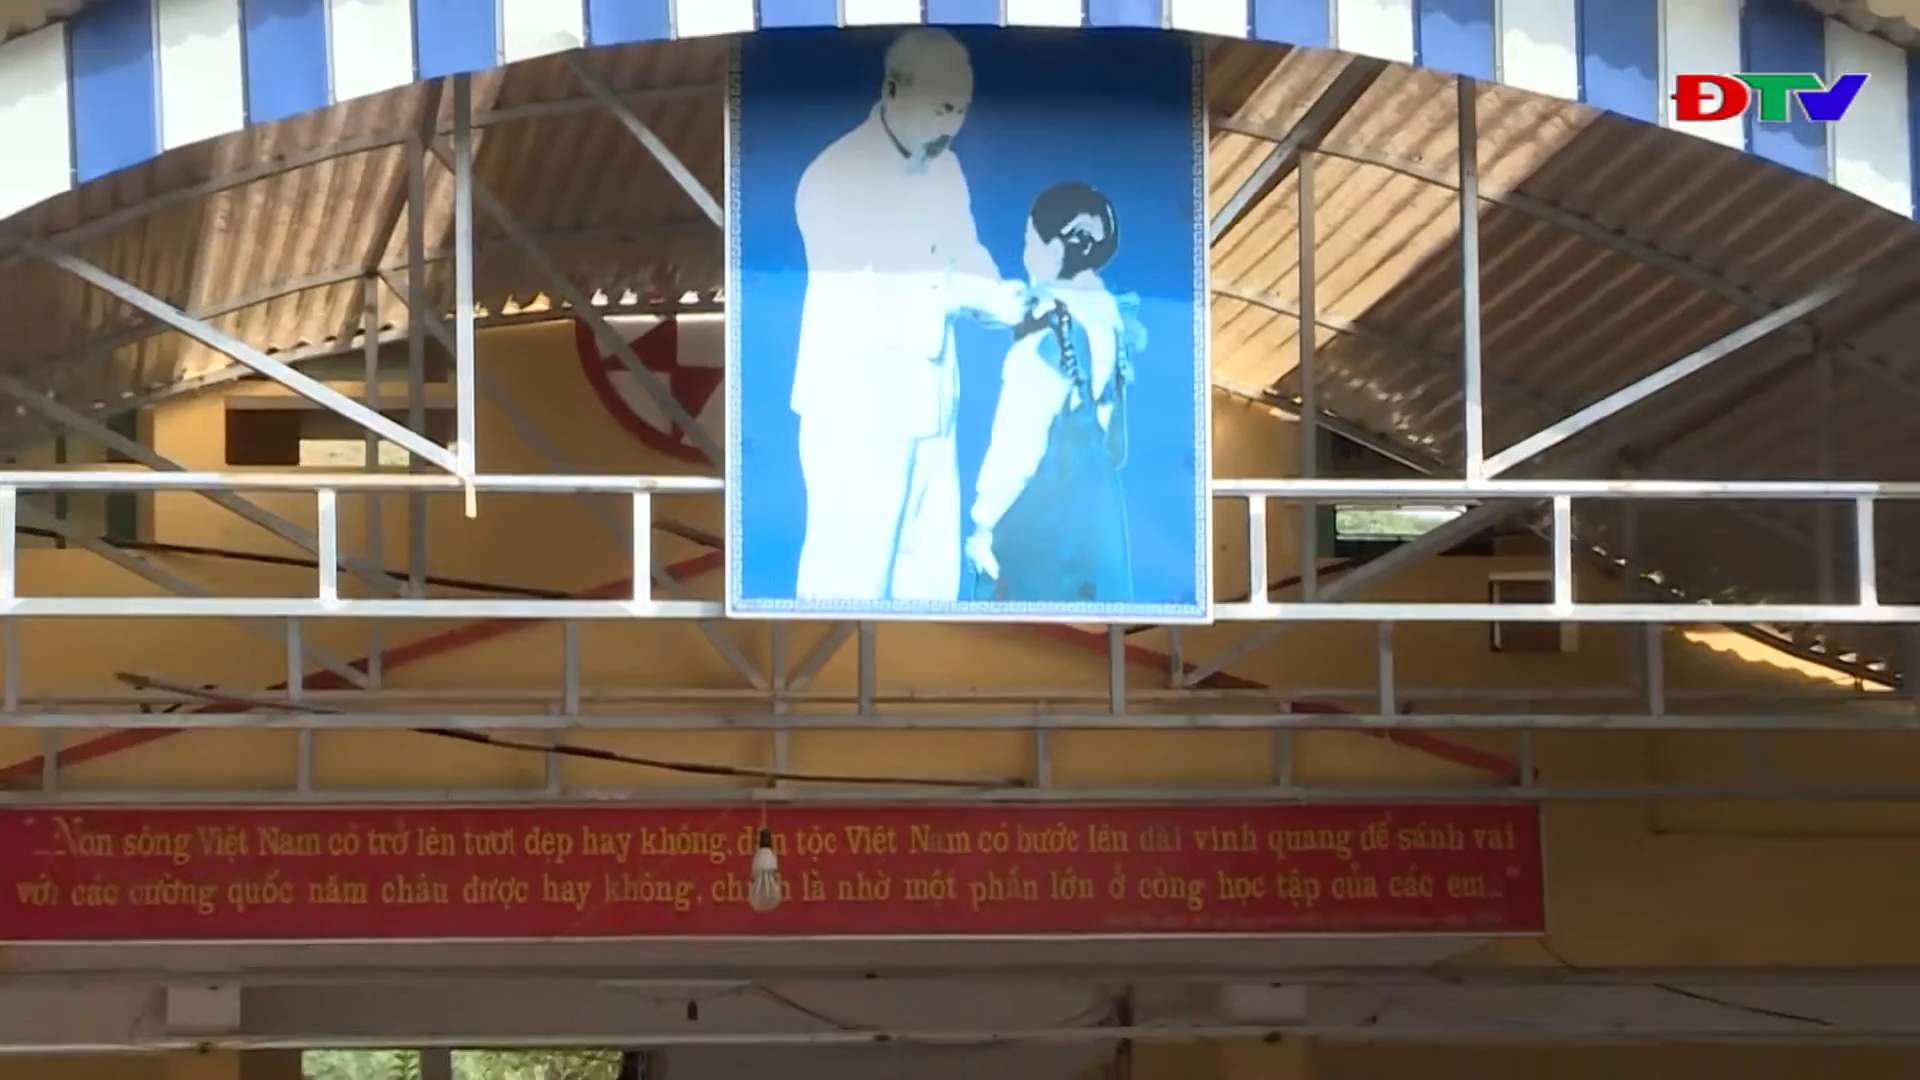 ĐTV
"...Non sông Việt Nam có trở lên tươi đẹp hay không, dân tộc Việt Nam có bước lên đài vinh quang để sánh vai
với các cường quốc năm châu được hay không, chính là nhờ một phần lớn ở công học tập của các em..."